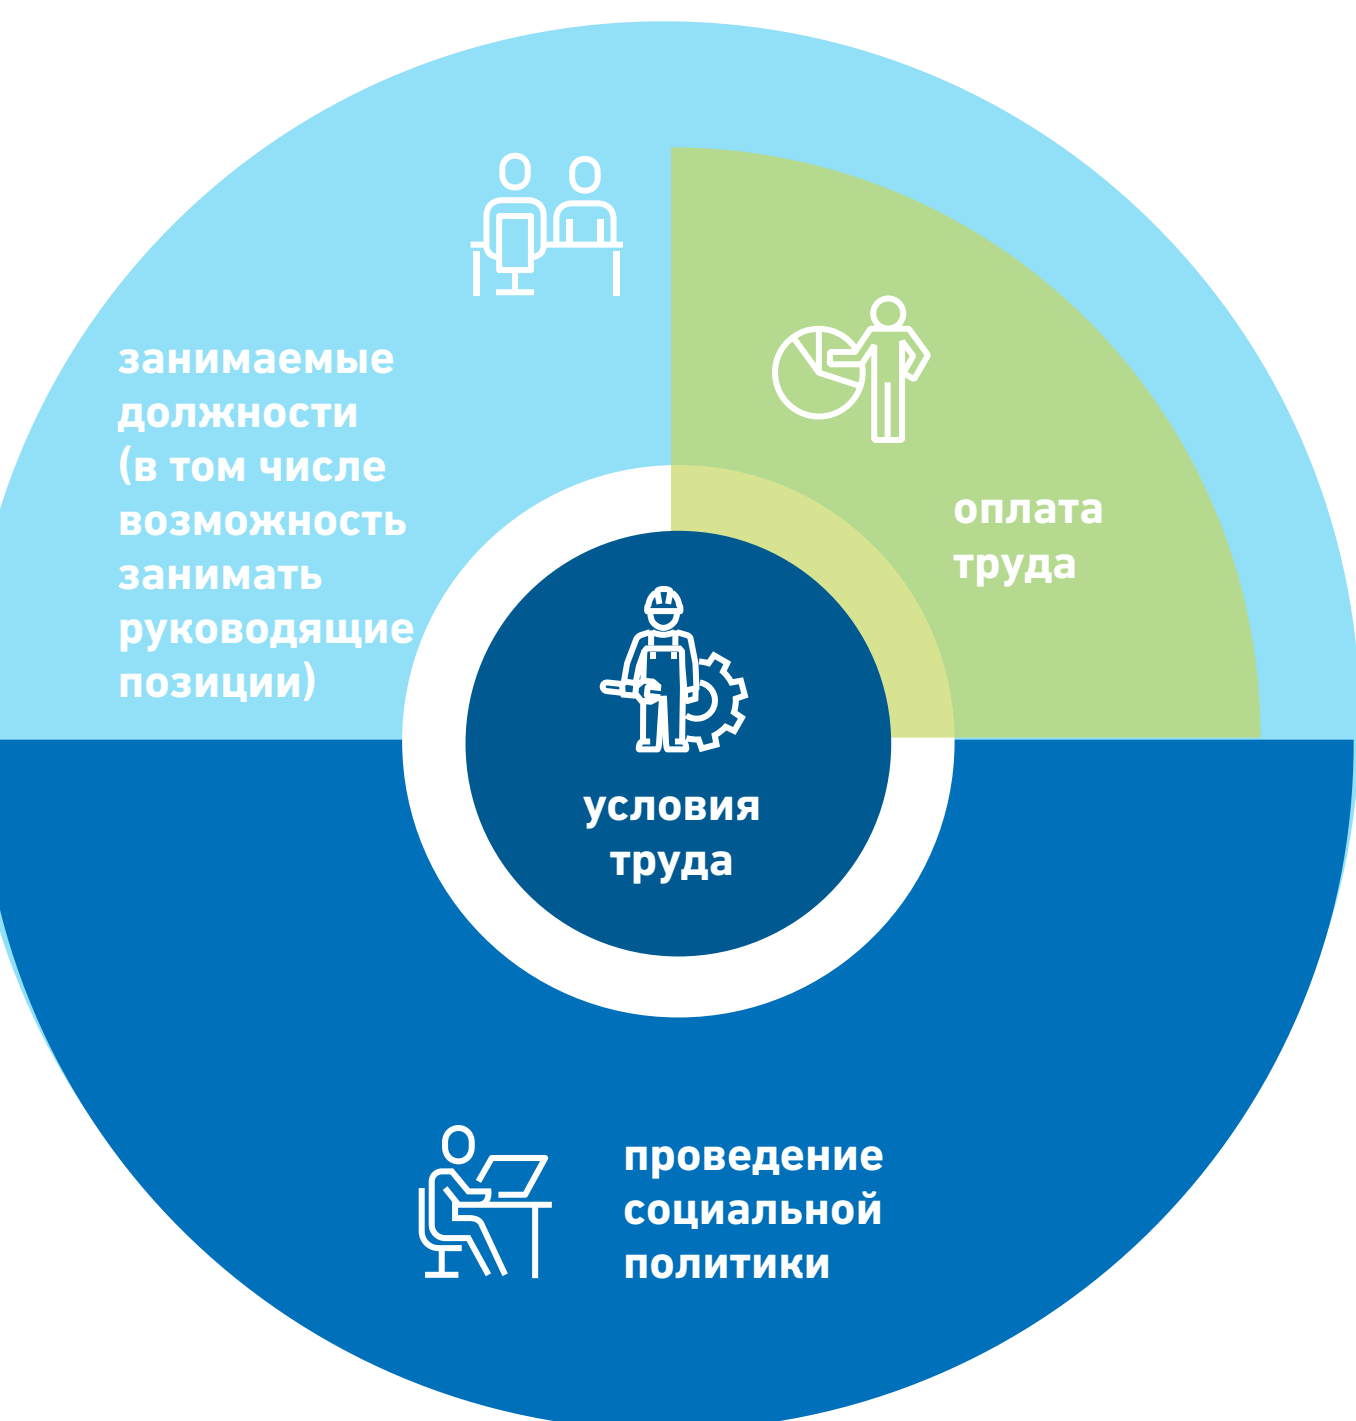 занимаемые
должности
(в том числе
возможность
занимать
руководящие
позиции)
оплата
труда
условия
труда
проведение
социальной
политики